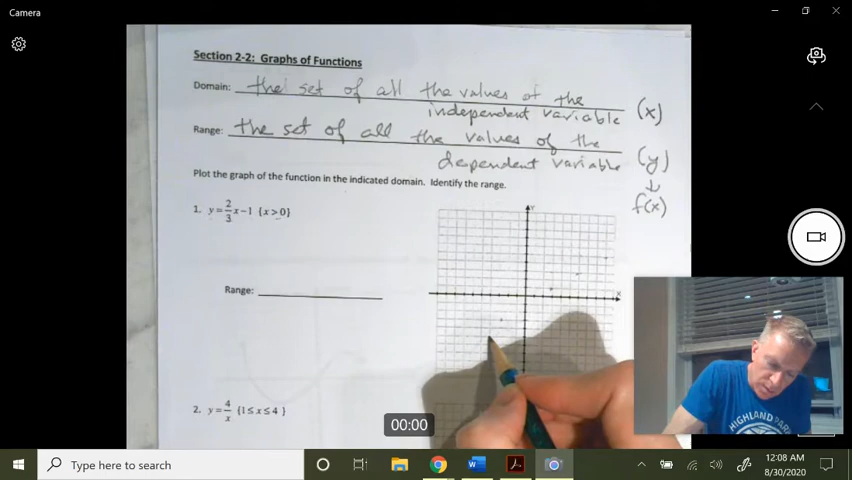 Camera
Section 2-2: Graphs of Functions
Domain: the set of all the values of the
independent variable (x)
Range: the set of all the values of the
dependent variable (y)
↓
f(x)
Plot the graph of the function in the indicated domain. Identify the range.
1. y = 2/3 x − 1 {x > 0}
Y
X
Range:
2. y = 4/x {1 ≤ x ≤ 4}
00:00
HIGHLAND PARK
Type here to search
12:08 AM
8/30/2020